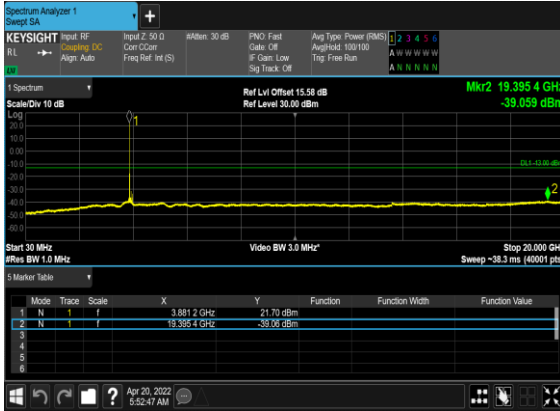 Spectrum Analyzer 1
Swept SA
+
KEYSIGHT Input: RF Input Z: 50 Ω #Atten: 30 dB PNO: Fast Avg Type: Power (RMS) 1 2 3 4 5 6
RL Coupling: DC Corr CCorr Gate: Off Avg|Hold: 100/100 A W W W W W
Align: Auto Freq Ref: Int (S) IF Gain: Low Trig: Free Run
Sig Track: Off A N N N N N
1 Spectrum Ref Lvl Offset 15.58 dB Mkr2 19.395 4 GHz
Scale/Div 10 dB Ref Level 30.00 dBm -39.059 dBm
Log
20.0 1
10.0
0.00
-10.0 DL1 -13.00 dBm
-20.0
-30.0 2
-40.0
-50.0
-60.0
Start 30 MHz Video BW 3.0 MHz* Stop 20.000 GHz
#Res BW 1.0 MHz Sweep ~38.3 ms (40001 pts)
5 Marker Table
Mode Trace Scale X Y Function Function Width Function Value
1 N 1 f 3.881 2 GHz 21.70 dBm
2 N 1 f 19.395 4 GHz -39.06 dBm
3
4
5
6
? Apr 20, 2022
5:52:47 AM